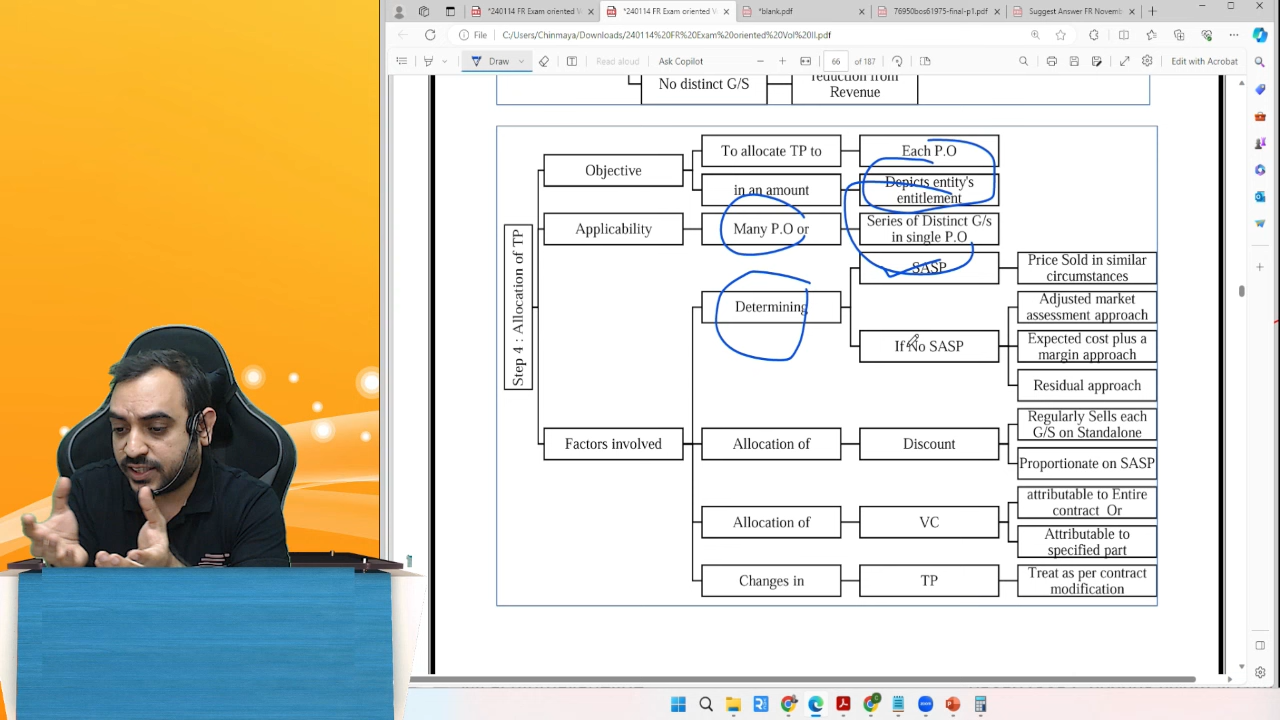 *240114 FR Exam oriented V
*240114 FR Exam oriented V
*blank.pdf
76950bos61975-final-p1.pdf
Suggest Answer FR Novemb
File
C:/Users/Chinmaya/Downloads/240114%20FR%20Exam%20oriented%20Vol%20II.pdf
Draw
Read aloud
Ask Copilot
66
of 187
Edit with Acrobat
No distinct G/S
reduction from
Revenue
Step 4 : Allocation of TP
Objective
To allocate TP to
Each P.O
in an amount
Depicts entity's
entitlement
Applicability
Many P.O or
Series of Distinct G/s
in single P.O
Factors involved
Determining
SASP
Price Sold in similar
circumstances
If No SASP
Adjusted market
assessment approach
Expected cost plus a
margin approach
Residual approach
Allocation of
Discount
Regularly Sells each
G/S on Standalone
Proportionate on SASP
Allocation of
VC
attributable to Entire
contract Or
Attributable to
specified part
Changes in
TP
Treat as per contract
modification